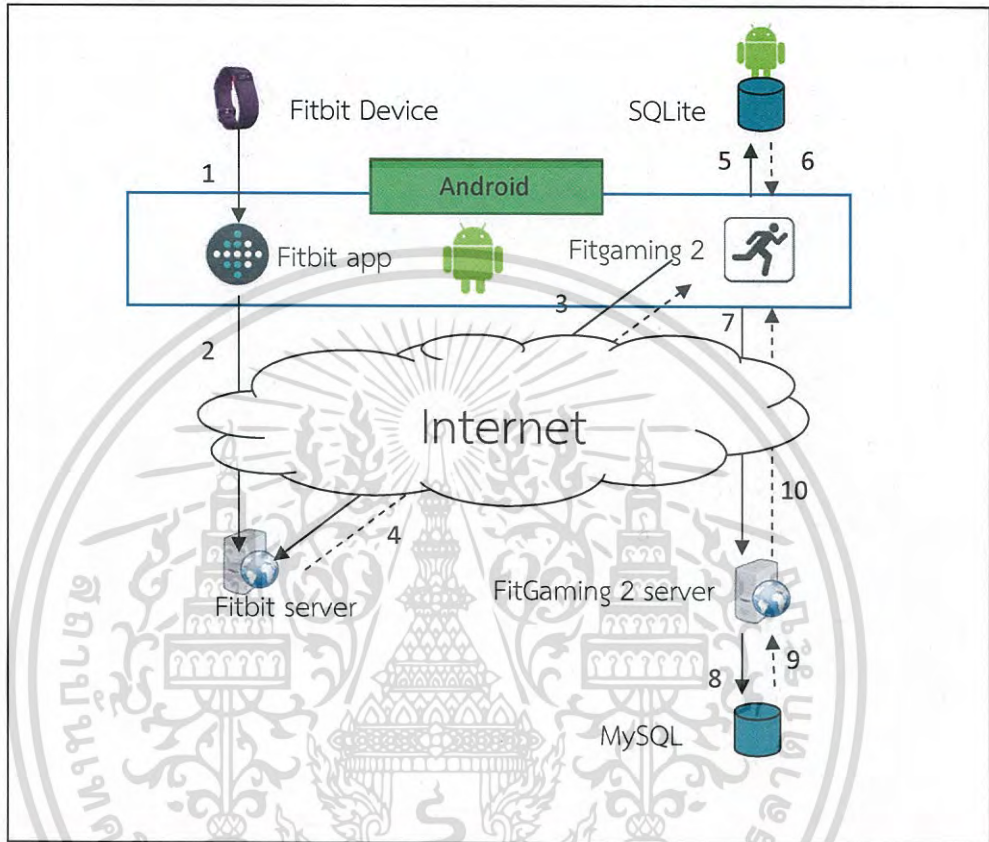 Fitbit Device
SQLite
1
5
6
Android
Fitbit app
Fitgaming 2
3
7
2
Internet
10
4
Fitbit server
FitGaming 2 server
8
9
MySQL